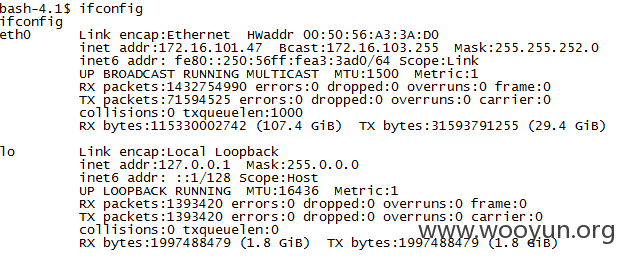 bash-4.1$ ifconfig
ifconfig
eth0 Link encap:Ethernet HWaddr 00:50:56:A3:3A:D0
inet addr:172.16.101.47 Bcast:172.16.103.255 Mask:255.255.252.0
inet6 addr: fe80::250:56ff:fea3:3ad0/64 Scope:Link
UP BROADCAST RUNNING MULTICAST MTU:1500 Metric:1
RX packets:1432754990 errors:0 dropped:0 overruns:0 frame:0
TX packets:71594525 errors:0 dropped:0 overruns:0 carrier:0
collisions:0 txqueuelen:1000
RX bytes:115330002742 (107.4 GiB) TX bytes:31593791255 (29.4 GiB)
lo Link encap:Local Loopback
inet addr:127.0.0.1 Mask:255.0.0.0
inet6 addr: ::1/128 Scope:Host
UP LOOPBACK RUNNING MTU:16436 Metric:1
RX packets:1393420 errors:0 dropped:0 overruns:0 frame:0
TX packets:1393420 errors:0 dropped:0 overruns:0 carrier:0
collisions:0 txqueuelen:0
RX bytes:1997488479 (1.8 GiB) TX bytes:1997488479 (1.8 GiB)
www.wooyun.org